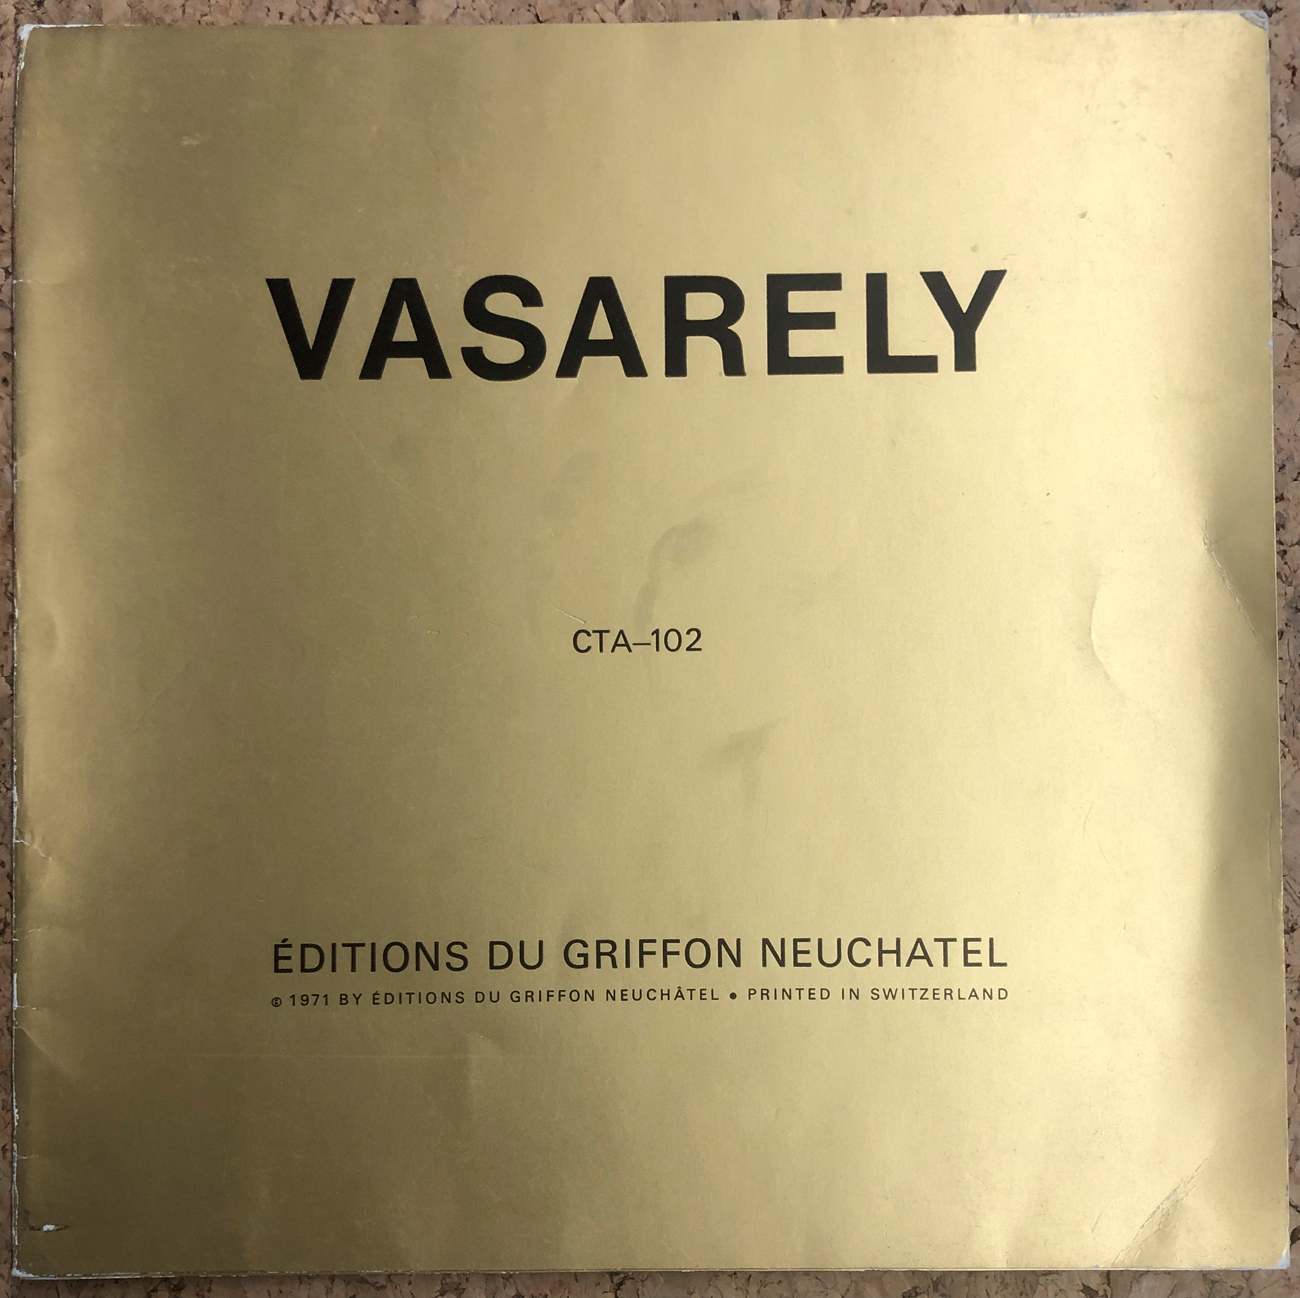 VASARELY
CTA–102
ÉDITIONS DU GRIFFON NEUCHATEL
© 1971 BY ÉDITIONS DU GRIFFON NEUCHÂTEL • PRINTED IN SWITZERLAND